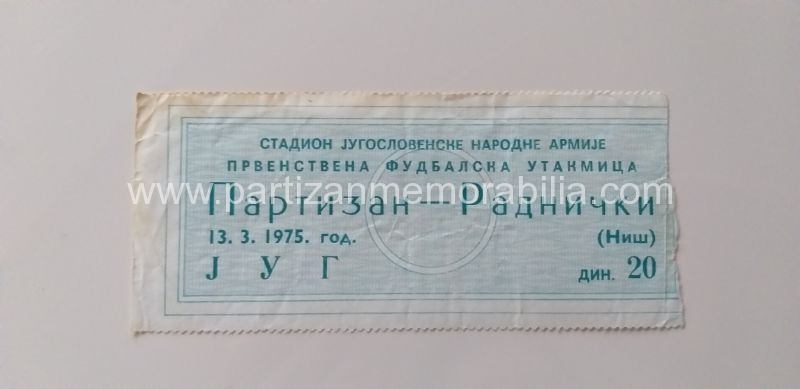 СТАДИОН ЈУГОСЛОВЕНСКЕ НАРОДНЕ АРМИЈЕ
ПРВЕНСТВЕНА ФУДБАЛСКА УТАКМИЦА
www.partizanmemorabilia.com
Партизан—Раднички
13. 3. 1975. год. (Ниш)
ЈУГ ДИН. 20